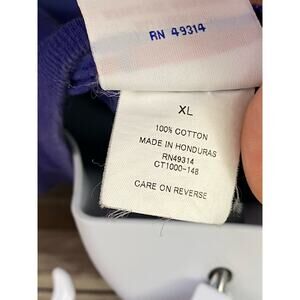 RN 49314
XL
100% COTTON
MADE IN HONDURAS
RN49314
CT1000-148
CARE ON REVERSE